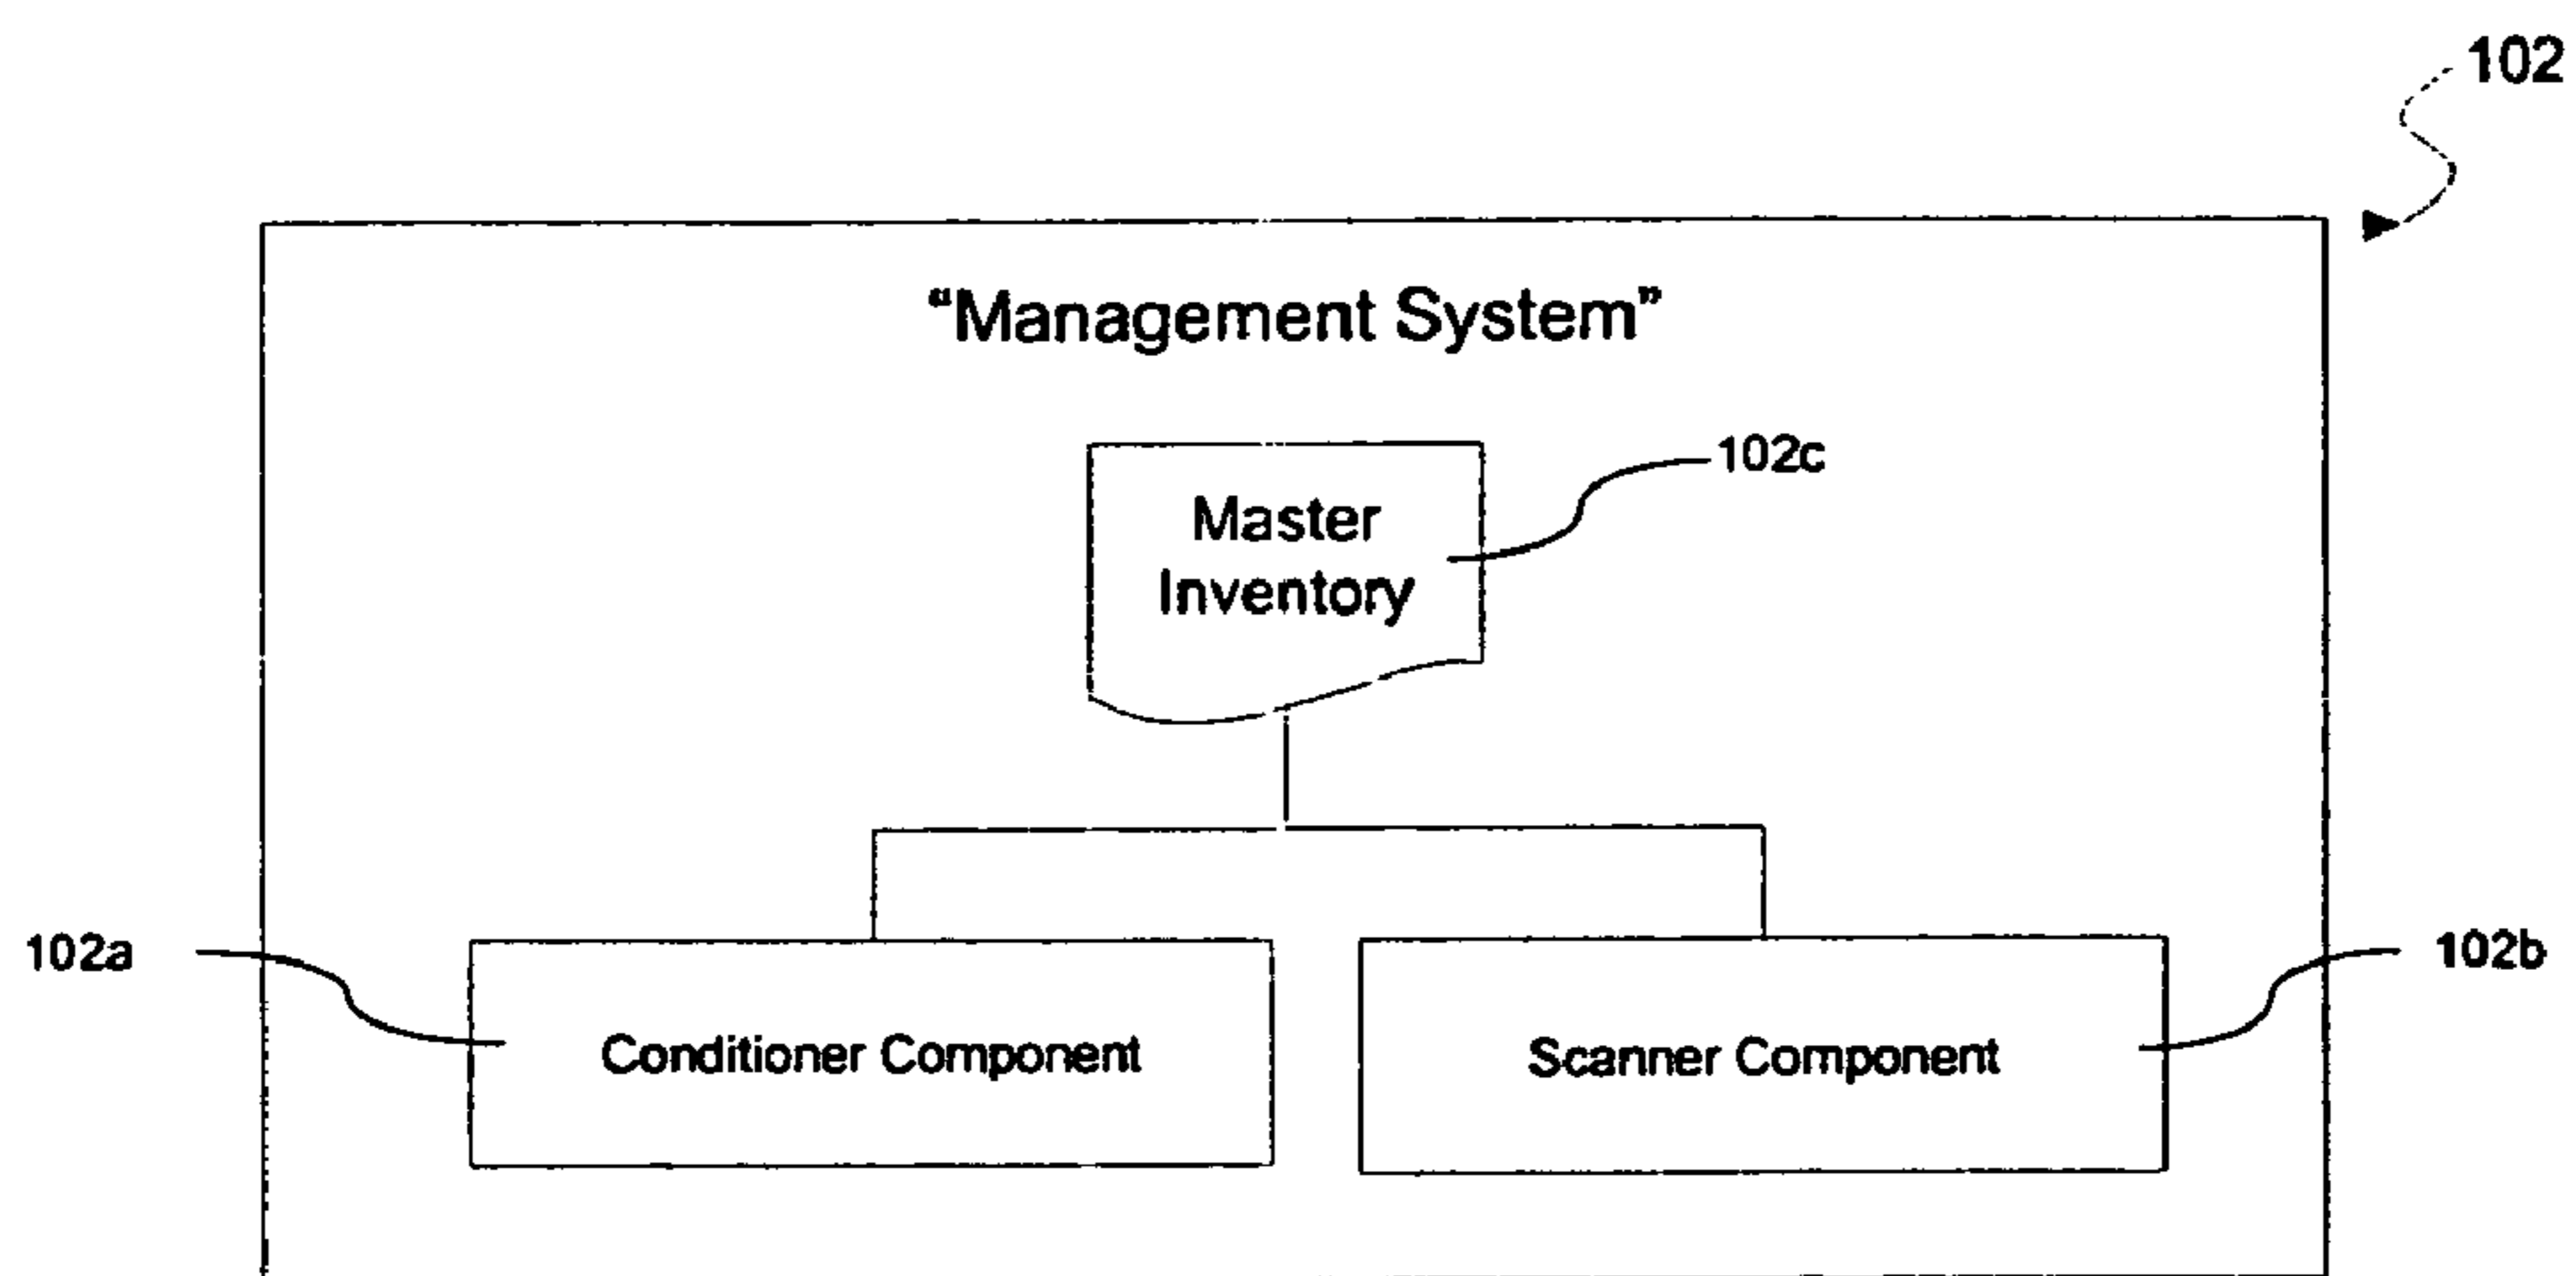 102
“Management System”
102c
Master
Inventory
102a
102b
Conditioner Component
Scanner Component